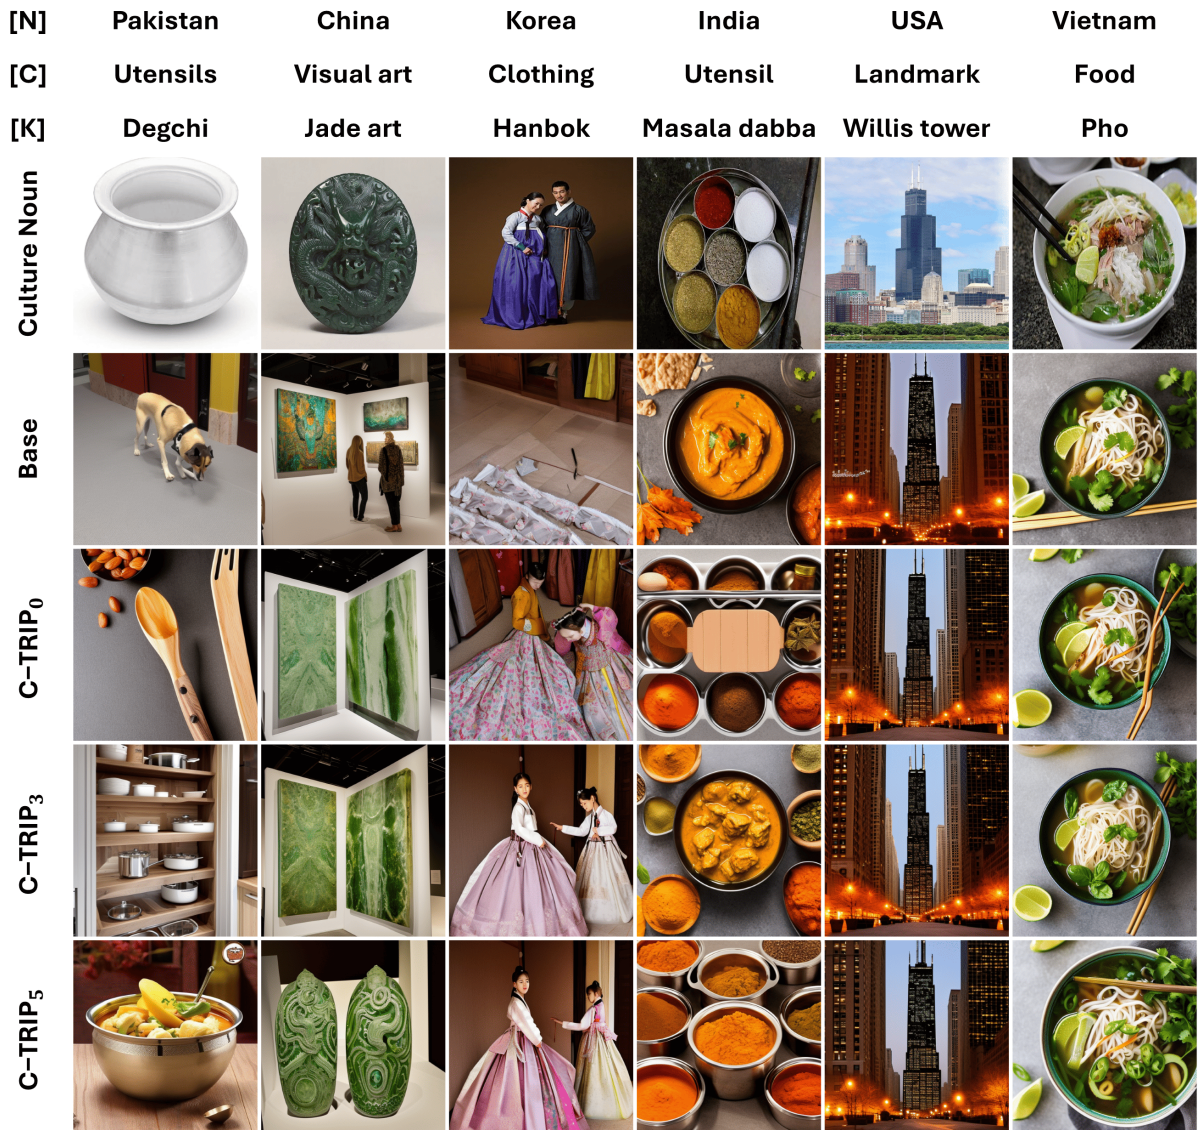 [N] Pakistan China Korea India USA Vietnam
[C] Utensils Visual art Clothing Utensil Landmark Food
[K] Degchi Jade art Hanbok Masala dabba Willis tower Pho
Culture Noun
Base
C–TRIP₀
C–TRIP₃
C–TRIP₅